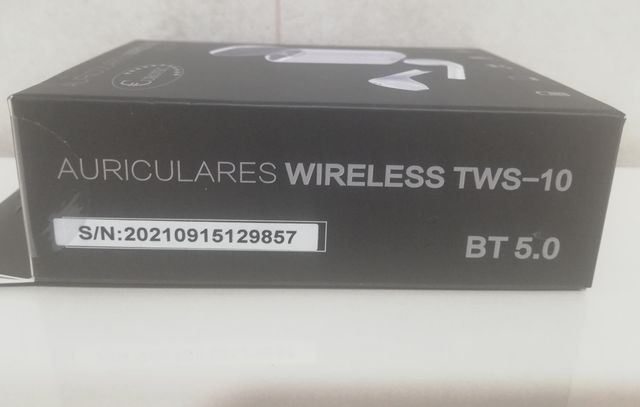 AURICULARES WIRELESS TWS-10
S/N:20210915129857
BT 5.0